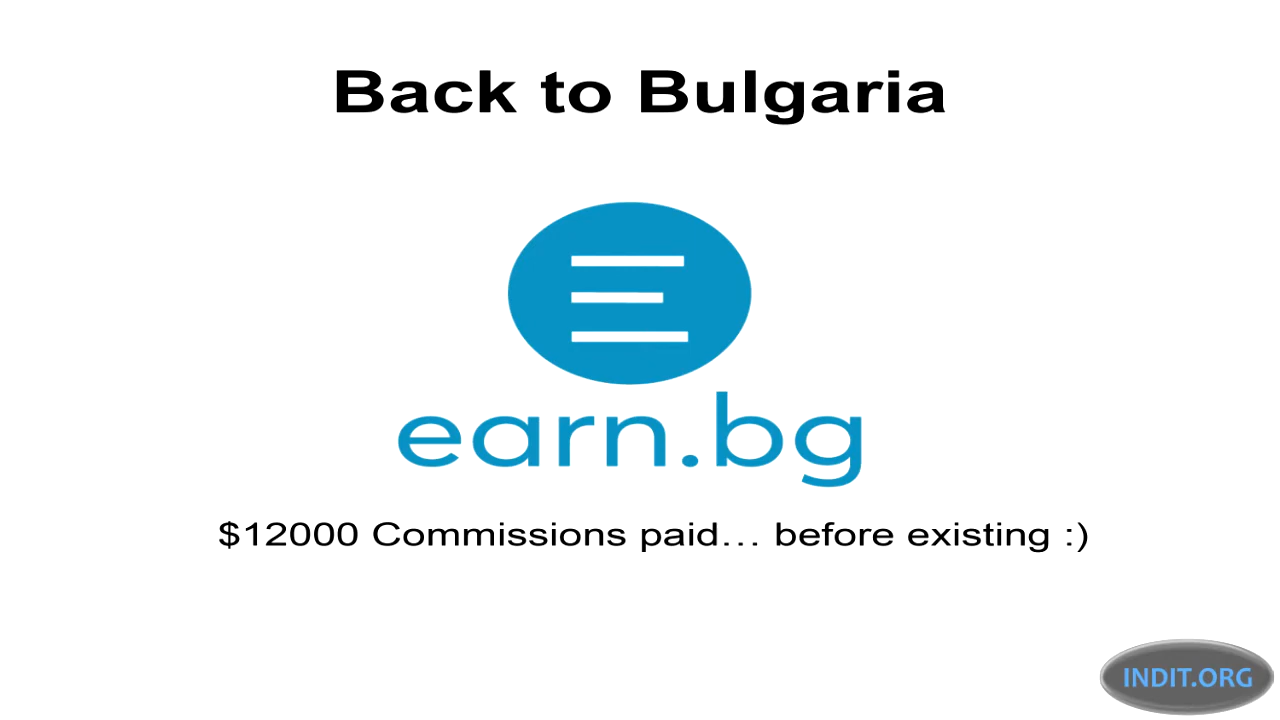 Back to Bulgaria
earn.bg
$12000 Commissions paid… before existing :)
INDIT.ORG